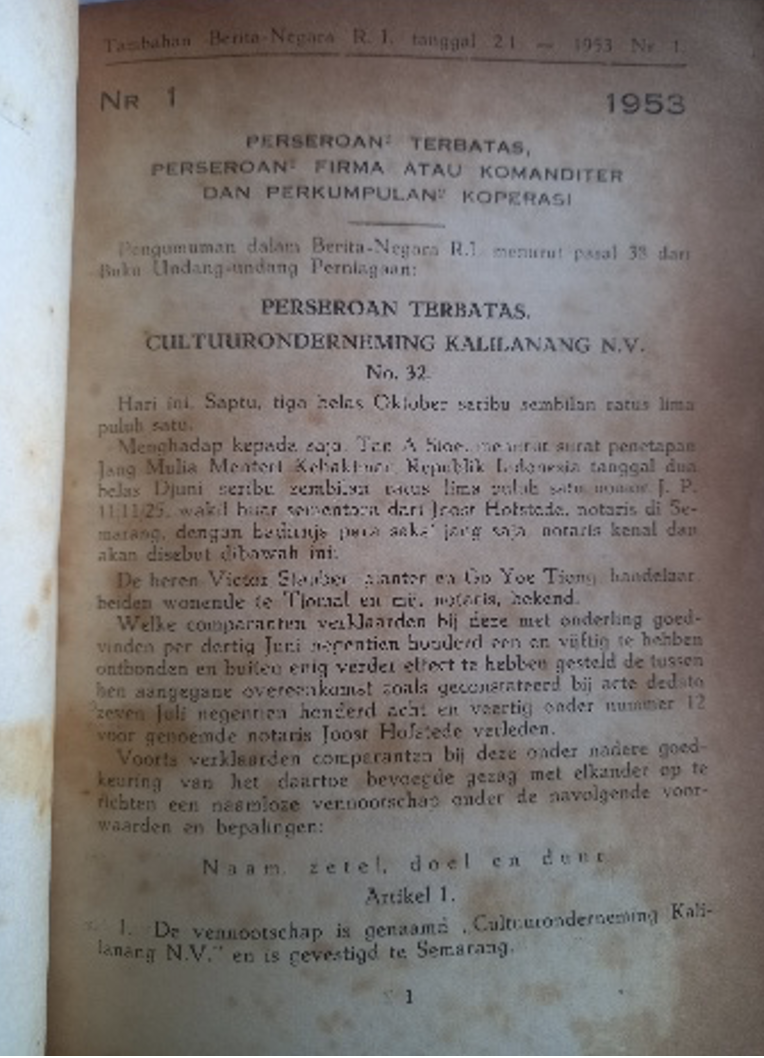 Tambahan Berita-Negara R. I. tanggal 2/1 — 1953 Nr 1.
NR 1 1953
PERSEROAN² TERBATAS,
PERSEROAN² FIRMA ATAU KOMANDITER
DAN PERKUMPULAN² KOPERASI
Pengumuman dalam Berita-Negara R.I. menurut pasal 38 dari
Buku Undang-undang Perniagaan:
PERSEROAN TERBATAS.
CULTUURONDERNEMING KALILANANG N.V.
No. 32.
Hari ini, Saptu, tiga belas Oktober seribu sembilan ratus lima
puluh satu.
Menghadap kepada saja, Tan A Sioe, menurut surat penetapan
Jang Mulia Menteri Kehakiman Republik Indonesia tanggal dua
belas Djuni seribu sembilan ratus lima puluh satu nomor J. P.
11/11/25, wakil buat sementara dari Joost Hofstede, notaris di Se-
marang, dengan hadirnja para saksi jang saja, notaris kenal dan
akan disebut dibawah ini:
De heren Victor planter en Go Yoe Tiong, handelaar,
beiden wonende te Tjomal en mij, notaris, bekend.
Welke comparanten verklaarden bij deze met onderling goed-
vinden per dertig Juni negentien honderd een en vijftig te hebben
ontbonden en buiten enig verder effect te hebben gesteld de tussen
hen aangegane overeenkomst zoals geconstateerd bij acte dedato
zeven Juli negentien honderd acht en veertig onder nummer 12
voor genoemde notaris Joost Hofstede verleden.
Voorts verklaarden comparanten bij deze onder nadere goed-
keuring van het daartoe bevoegde gezag met elkander op te
richten een naamloze vennootschap onder de navolgende voor-
waarden en bepalingen:
Naam, zetel, doel en duur
Artikel 1.
1. De vennootschap is genaamd „Cultuuronderneming Kali-
lanang N.V." en is gevestigd te Semarang.
1